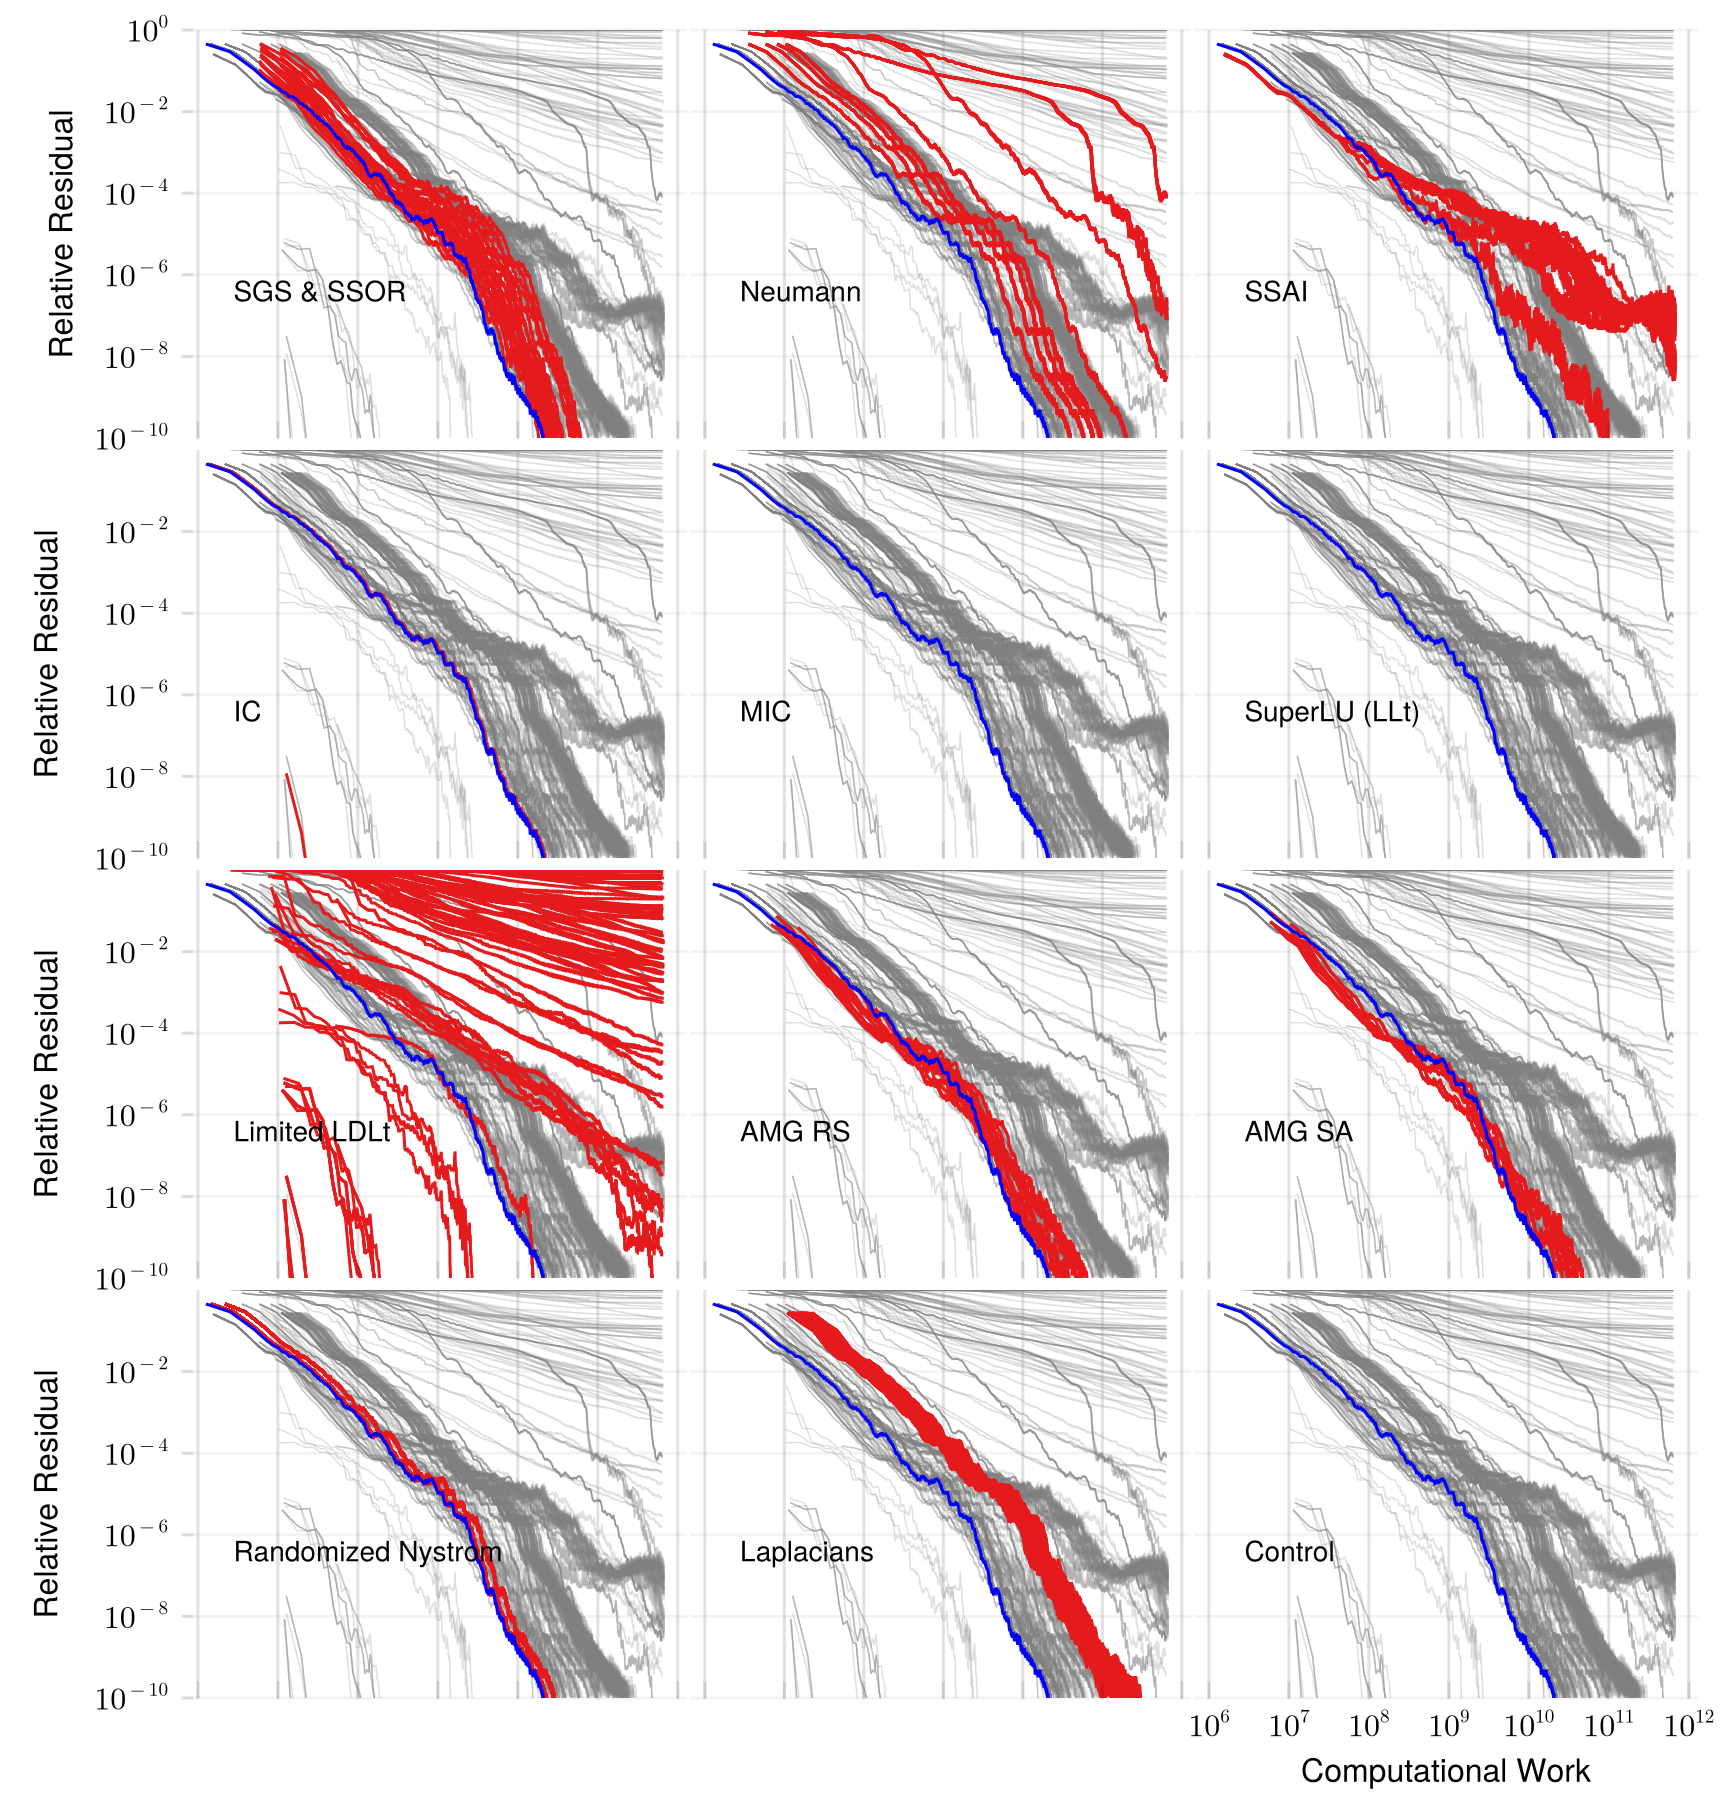 10^0
10^−2
10^−4
10^−6
10^−8
10^−10
Relative Residual
SGS & SSOR
Neumann
SSAI
10^−2
10^−4
10^−6
10^−8
10^−10
Relative Residual
IC
MIC
SuperLU (LLt)
10^−2
10^−4
10^−6
10^−8
10^−10
Relative Residual
Limited LDLt
AMG RS
AMG SA
10^−2
10^−4
10^−6
10^−8
10^−10
Relative Residual
Randomized Nystrom
Laplacians
Control
10^6 10^7 10^8 10^9 10^10 10^11 10^12
Computational Work